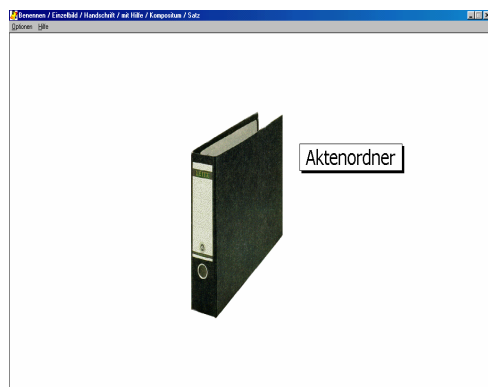 Benennen / Einzelbild / Handschrift / mit Hilfe / Kompositum / Satz
Optionen Hilfe
Aktenordner